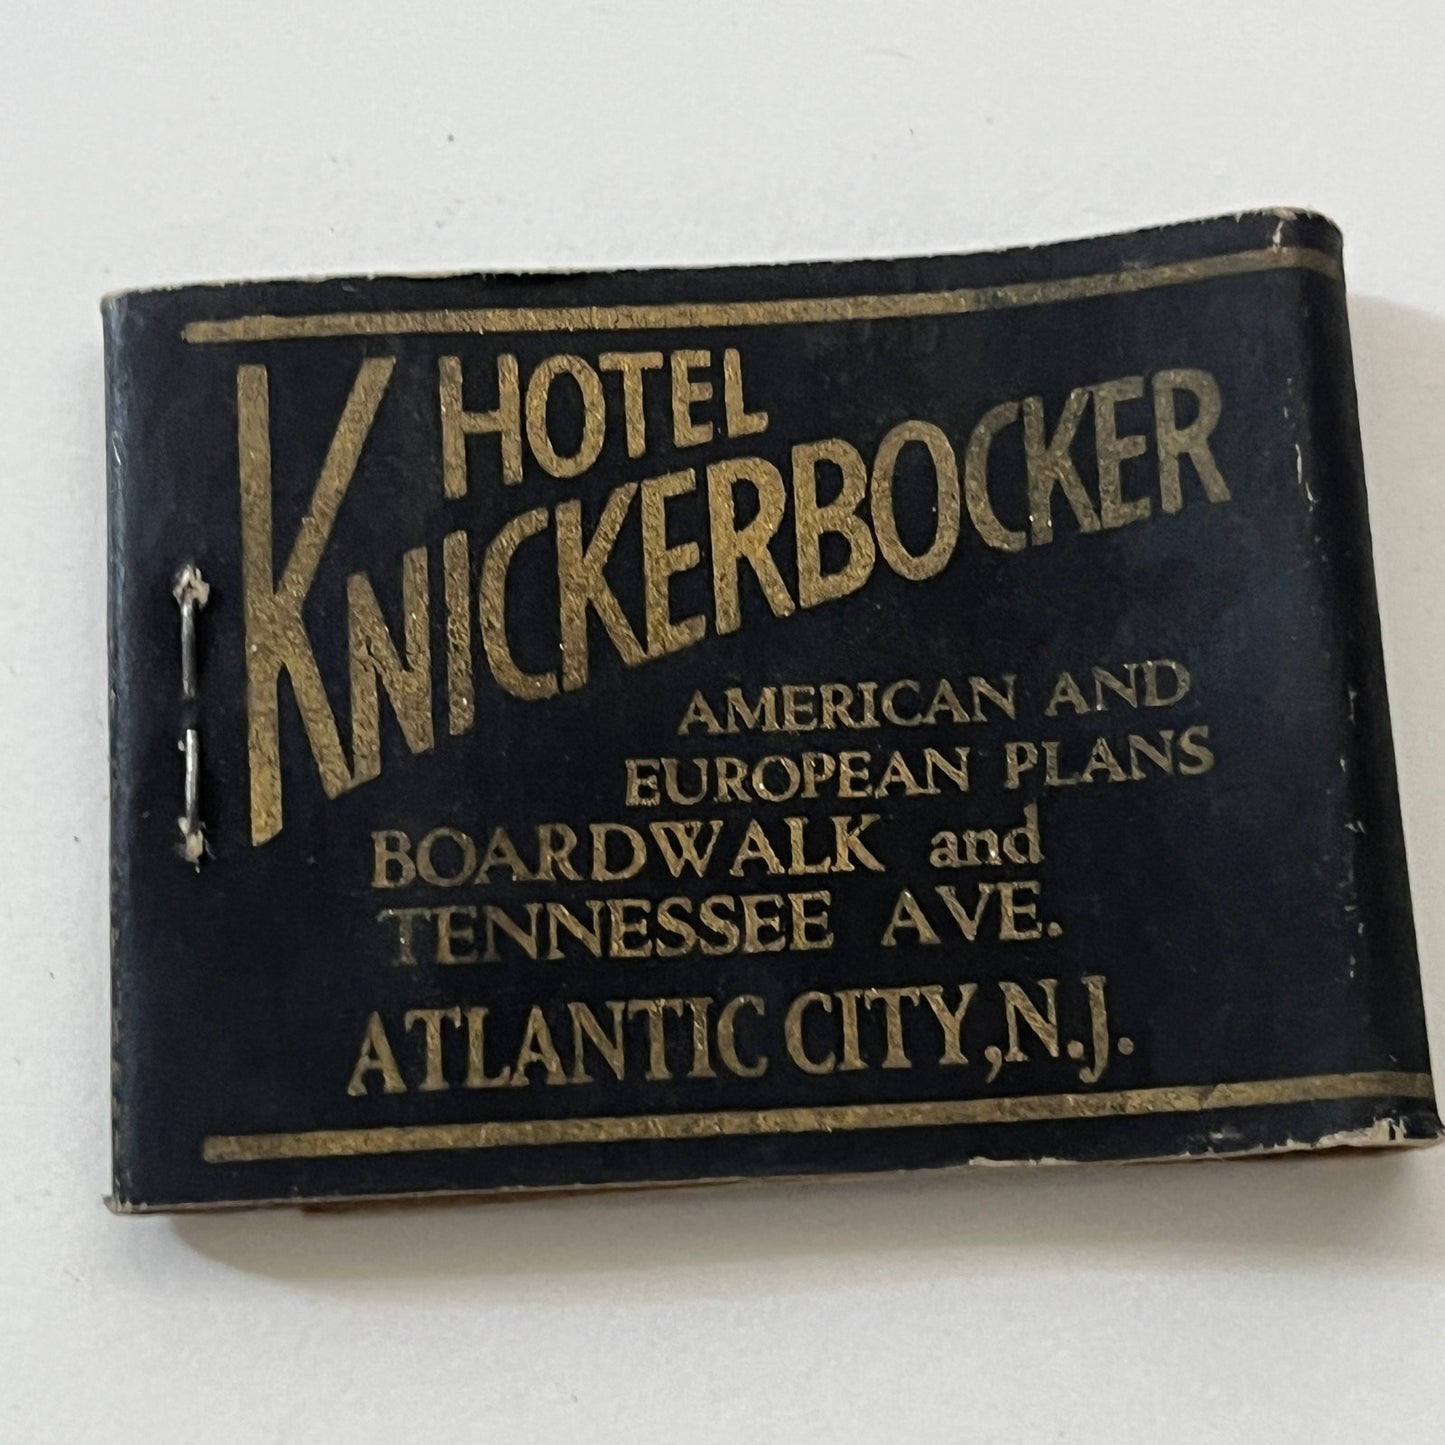 HOTEL
KNICKERBOCKER
AMERICAN AND
EUROPEAN PLANS
BOARDWALK and
TENNESSEE AVE.
ATLANTIC CITY, N.J.